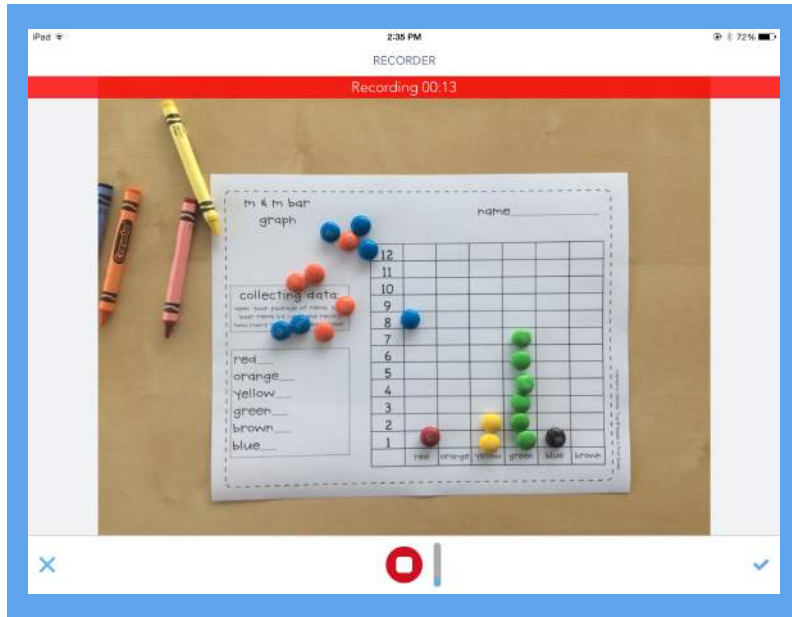 iPad
2:35 PM
72%
RECORDER
Recording 00:13
m & m bar
graph
name
12
11
10
9
8
7
6
5
4
3
2
1
collecting data
red
orange
yellow
green
brown
blue
red orange yellow green blue brown